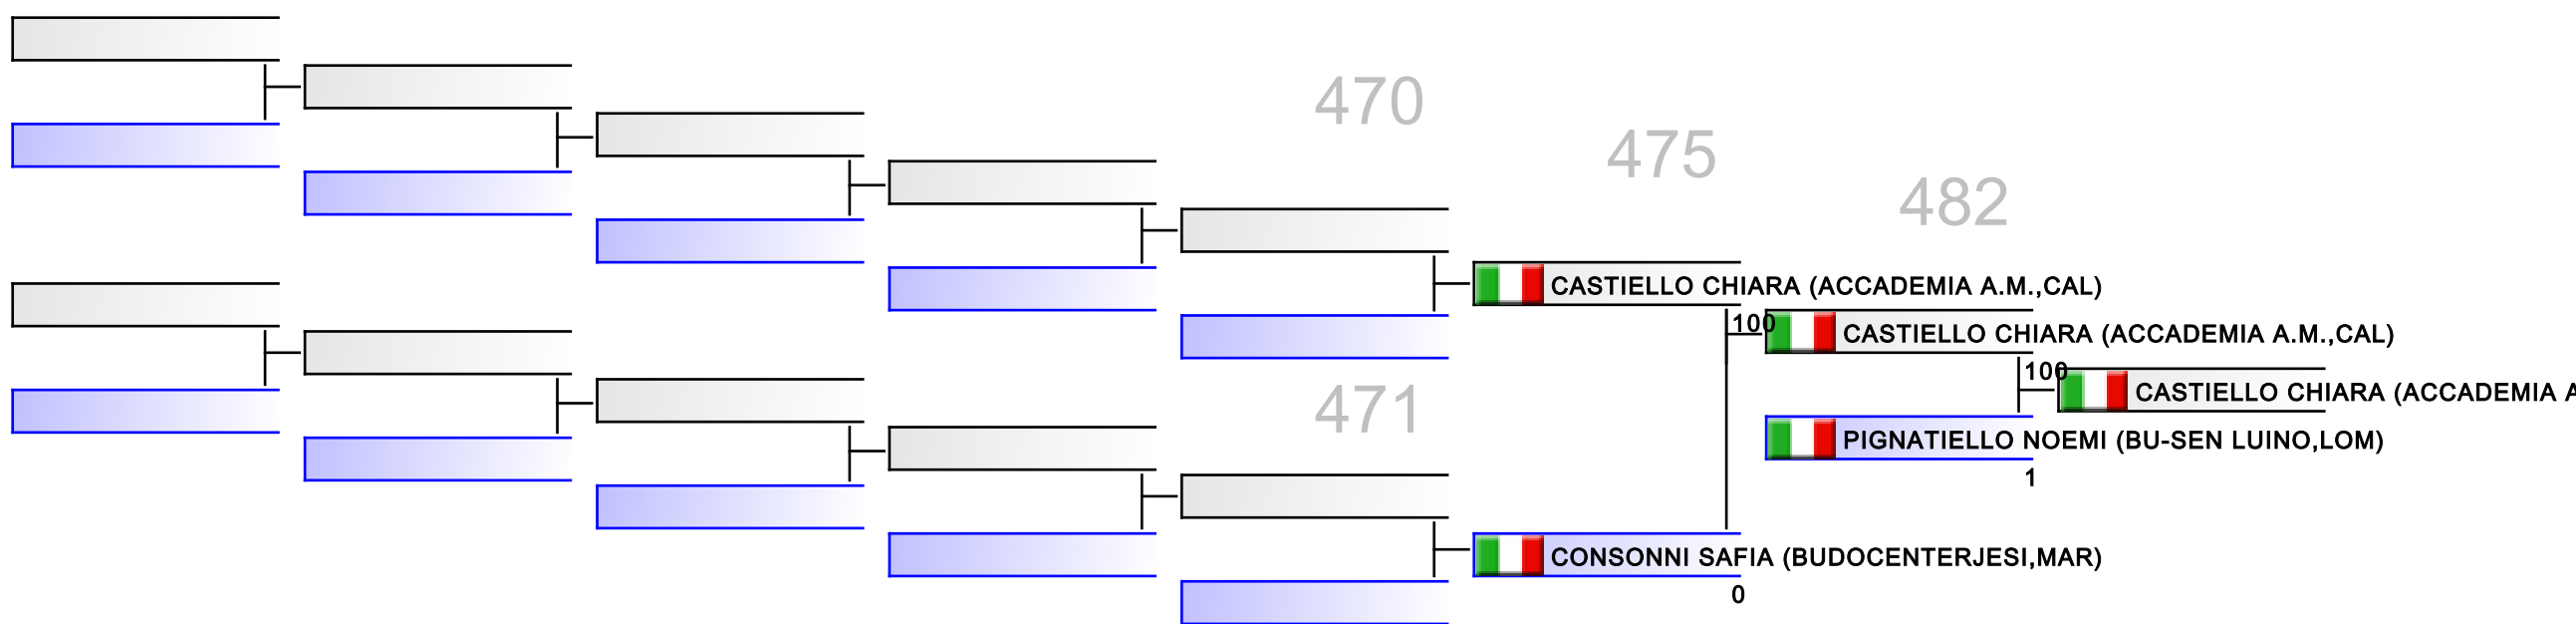 470
475
482
CASTIELLO CHIARA (ACCADEMIA A.M.,CAL)
100
CASTIELLO CHIARA (ACCADEMIA A.M.,CAL)
100
CASTIELLO CHIARA (ACCADEMIA A
471
PIGNATIELLO NOEMI (BU-SEN LUINO,LOM)
1
CONSONNI SAFIA (BUDOCENTERJESI,MAR)
0